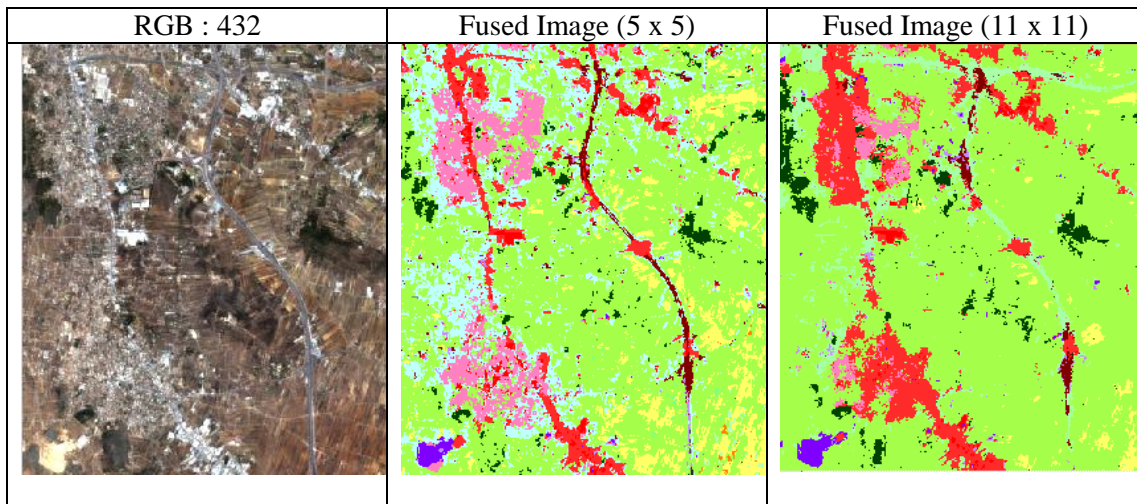 RGB : 432
Fused Image (5 x 5)
Fused Image (11 x 11)